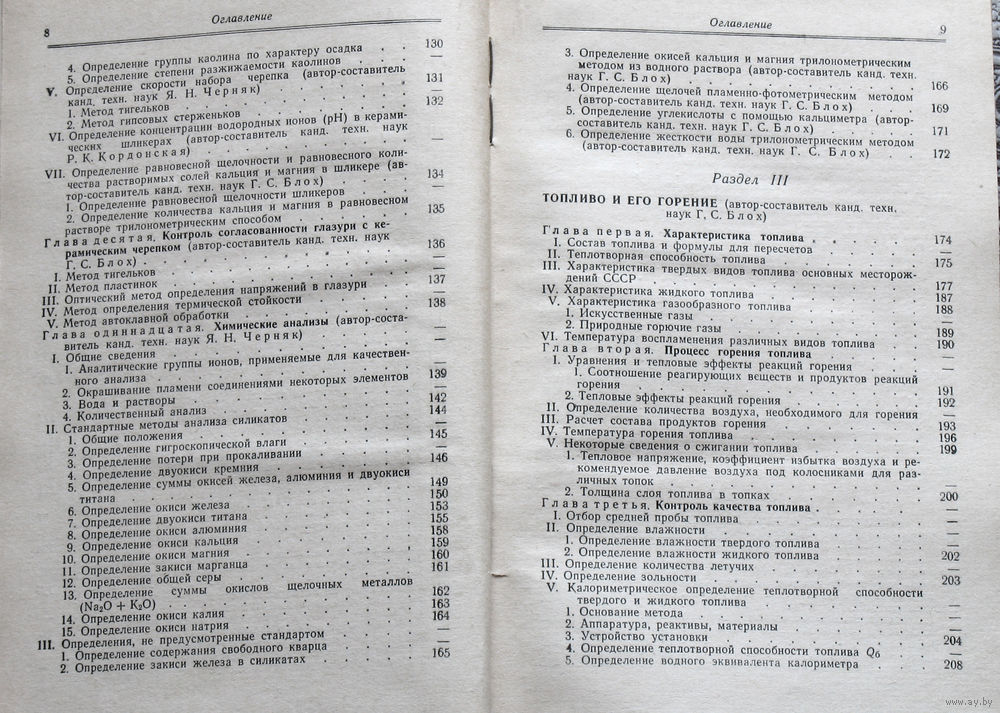 8 Оглавление
4. Определение группы каолина по характеру осадка . . 130
5. Определение степени разжижаемости каолинов . . —
V. Определение скорости набора черепка (автор-составитель
канд. техн. наук Я. Н. Черняк) . . . . 131
1. Метод тигельков . . . . —
2. Метод гипсовых стерженьков . . . . 132
VI. Определение концентрации водородных ионов (pH) в керами-
ческих шликерах (автор-составитель канд. техн. наук
Р. К. Кордонская) . . . . —
VII. Определение равновесной щелочности и равновесного коли-
чества растворимых солей кальция и магния в шликере (ав-
тор-составитель канд. техн. наук Г. С. Блох) . . . . 134
1. Определение равновесной щелочности шликеров . . . —
2. Определение количества кальция и магния в равновесном
растворе трилонометрическим способом . . . . 135
Глава десятая. Контроль согласованности глазури с ке-
рамическим черепком (автор-составитель канд. техн. наук
Г. С. Блох) . . . . 136
I. Метод тигельков . . . . —
II. Метод пластинок . . . . —
III. Оптический метод определения напряжений в глазури . . 137
IV. Метод определения термической стойкости . . . . —
V. Метод автоклавной обработки . . . . 138
Глава одиннадцатая. Химические анализы (автор-соста-
витель канд. техн. наук Я. Н. Черняк) . . . . —
I. Общие сведения . . . . —
1. Аналитические группы ионов, применяемые для качествен-
ного анализа . . . . —
2. Окрашивание пламени соединениями некоторых элементов 139
3. Вода и растворы . . . . —
4. Количественный анализ . . . . 142
II. Стандартные методы анализа силикатов . . . . 144
1. Общие положения . . . . —
2. Определение гигроскопической влаги . . . . 145
3. Определение потери при прокаливании . . . . —
4. Определение двуокиси кремния . . . . 146
5. Определение суммы окисей железа, алюминия и двуокиси
титана . . . . 149
6. Определение окиси железа . . . . 150
7. Определение двуокиси титана . . . . 153
8. Определение окиси алюминия . . . . 155
9. Определение окиси кальция . . . . 158
10. Определение окиси магния . . . . 159
11. Определение закиси марганца . . . . 160
12. Определение общей серы . . . . 161
13. Определение суммы окислов щелочных металлов
(Na₂O + K₂O) . . . . 162
14. Определение окиси калия . . . . 163
15. Определение окиси натрия . . . . 164
III. Определения, не предусмотренные стандартом . . . . —
1. Определение содержания свободного кварца . . . . —
2. Определение закиси железа в силикатах . . . . 165
Оглавление 9
3. Определение окисей кальция и магния трилонометрическим
методом из водного раствора (автор-составитель канд. техн.
наук Г. С. Блох) . . . . 166
4. Определение щелочей пламенно-фотометрическим методом
(автор-составитель канд. техн. наук Г. С. Блох) . . . . 169
5. Определение углекислоты с помощью кальциметра (автор-
составитель канд. техн. наук Г. С. Блох) . . . . 171
6. Определение жесткости воды трилонометрическим методом
(автор-составитель канд. техн. наук Г. С. Блох) . . . 172
Раздел III
ТОПЛИВО И ЕГО ГОРЕНИЕ (автор-составитель канд. техн.
наук Г. С. Блох)
Глава первая. Характеристика топлива . . . . 174
I. Состав топлива и формулы для пересчетов . . . . —
II. Теплотворная способность топлива . . . . 175
III. Характеристика твердых видов топлива основных месторож-
дений СССР . . . . 177
IV. Характеристика жидкого топлива . . . . 187
V. Характеристика газообразного топлива . . . . 188
1. Искусственные газы . . . . —
2. Природные горючие газы . . . . 189
VI. Температура воспламенения различных видов топлива . . 190
Глава вторая. Процесс горения топлива . . . . —
I. Уравнения и тепловые эффекты реакций горения . . . . —
1. Соотношение реагирующих веществ и продуктов реакций
горения . . . . 191
2. Тепловые эффекты реакций горения . . . . 192
II. Определение количества воздуха, необходимого для горения —
III. Расчет состава продуктов горения . . . . 193
IV. Температура горения топлива . . . . 196
V. Некоторые сведения о сжигании топлива . . . . 199
1. Тепловое напряжение, коэффициент избытка воздуха и ре-
комендуемое давление воздуха под колосниками для раз-
личных топок . . . . —
2. Толщина слоя топлива в топках . . . . 200
Глава третья. Контроль качества топлива . . . . —
I. Отбор средней пробы топлива . . . . —
II. Определение влажности . . . . —
1. Определение влажности твердого топлива . . . . —
2. Определение влажности жидкого топлива . . . . 202
III. Определение количества летучих . . . . —
IV. Определение зольности . . . . 203
V. Калориметрическое определение теплотворной способности
твердого и жидкого топлива . . . . —
1. Основание метода . . . . —
2. Аппаратура, реактивы, материалы . . . . —
3. Устройство установки . . . . 204
4. Определение теплотворной способности топлива Qб . . —
5. Определение водного эквивалента калориметра . . . . 208
www.ay.by